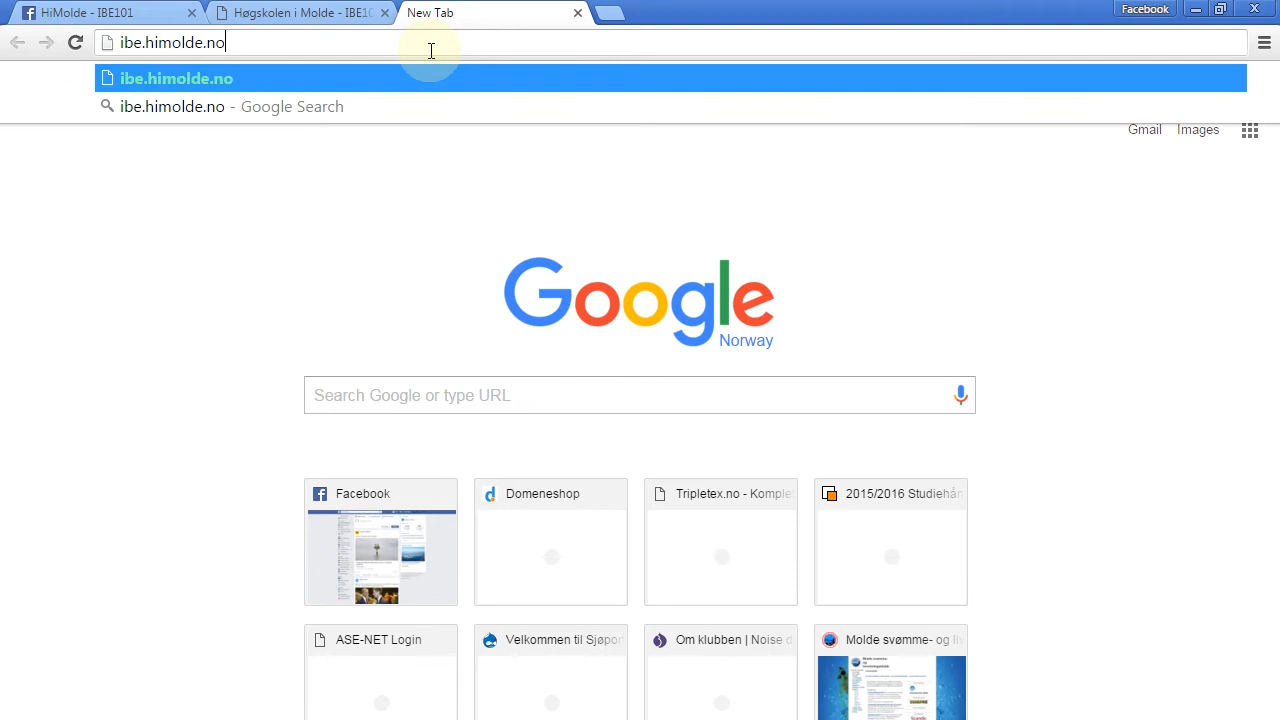 HiMolde - IBE101
Høgskolen i Molde - IBE10
New Tab
Facebook
ibe.himolde.no
ibe.himolde.no
ibe.himolde.no - Google Search
Gmail Images
Google
Norway
Search Google or type URL
Facebook
Domeneshop
Tripletex.no - Komple
2015/2016 Studiehån
ASE-NET Login
Velkommen til Sjøpor
Om klubben | Noise d
Molde svømme- og liv